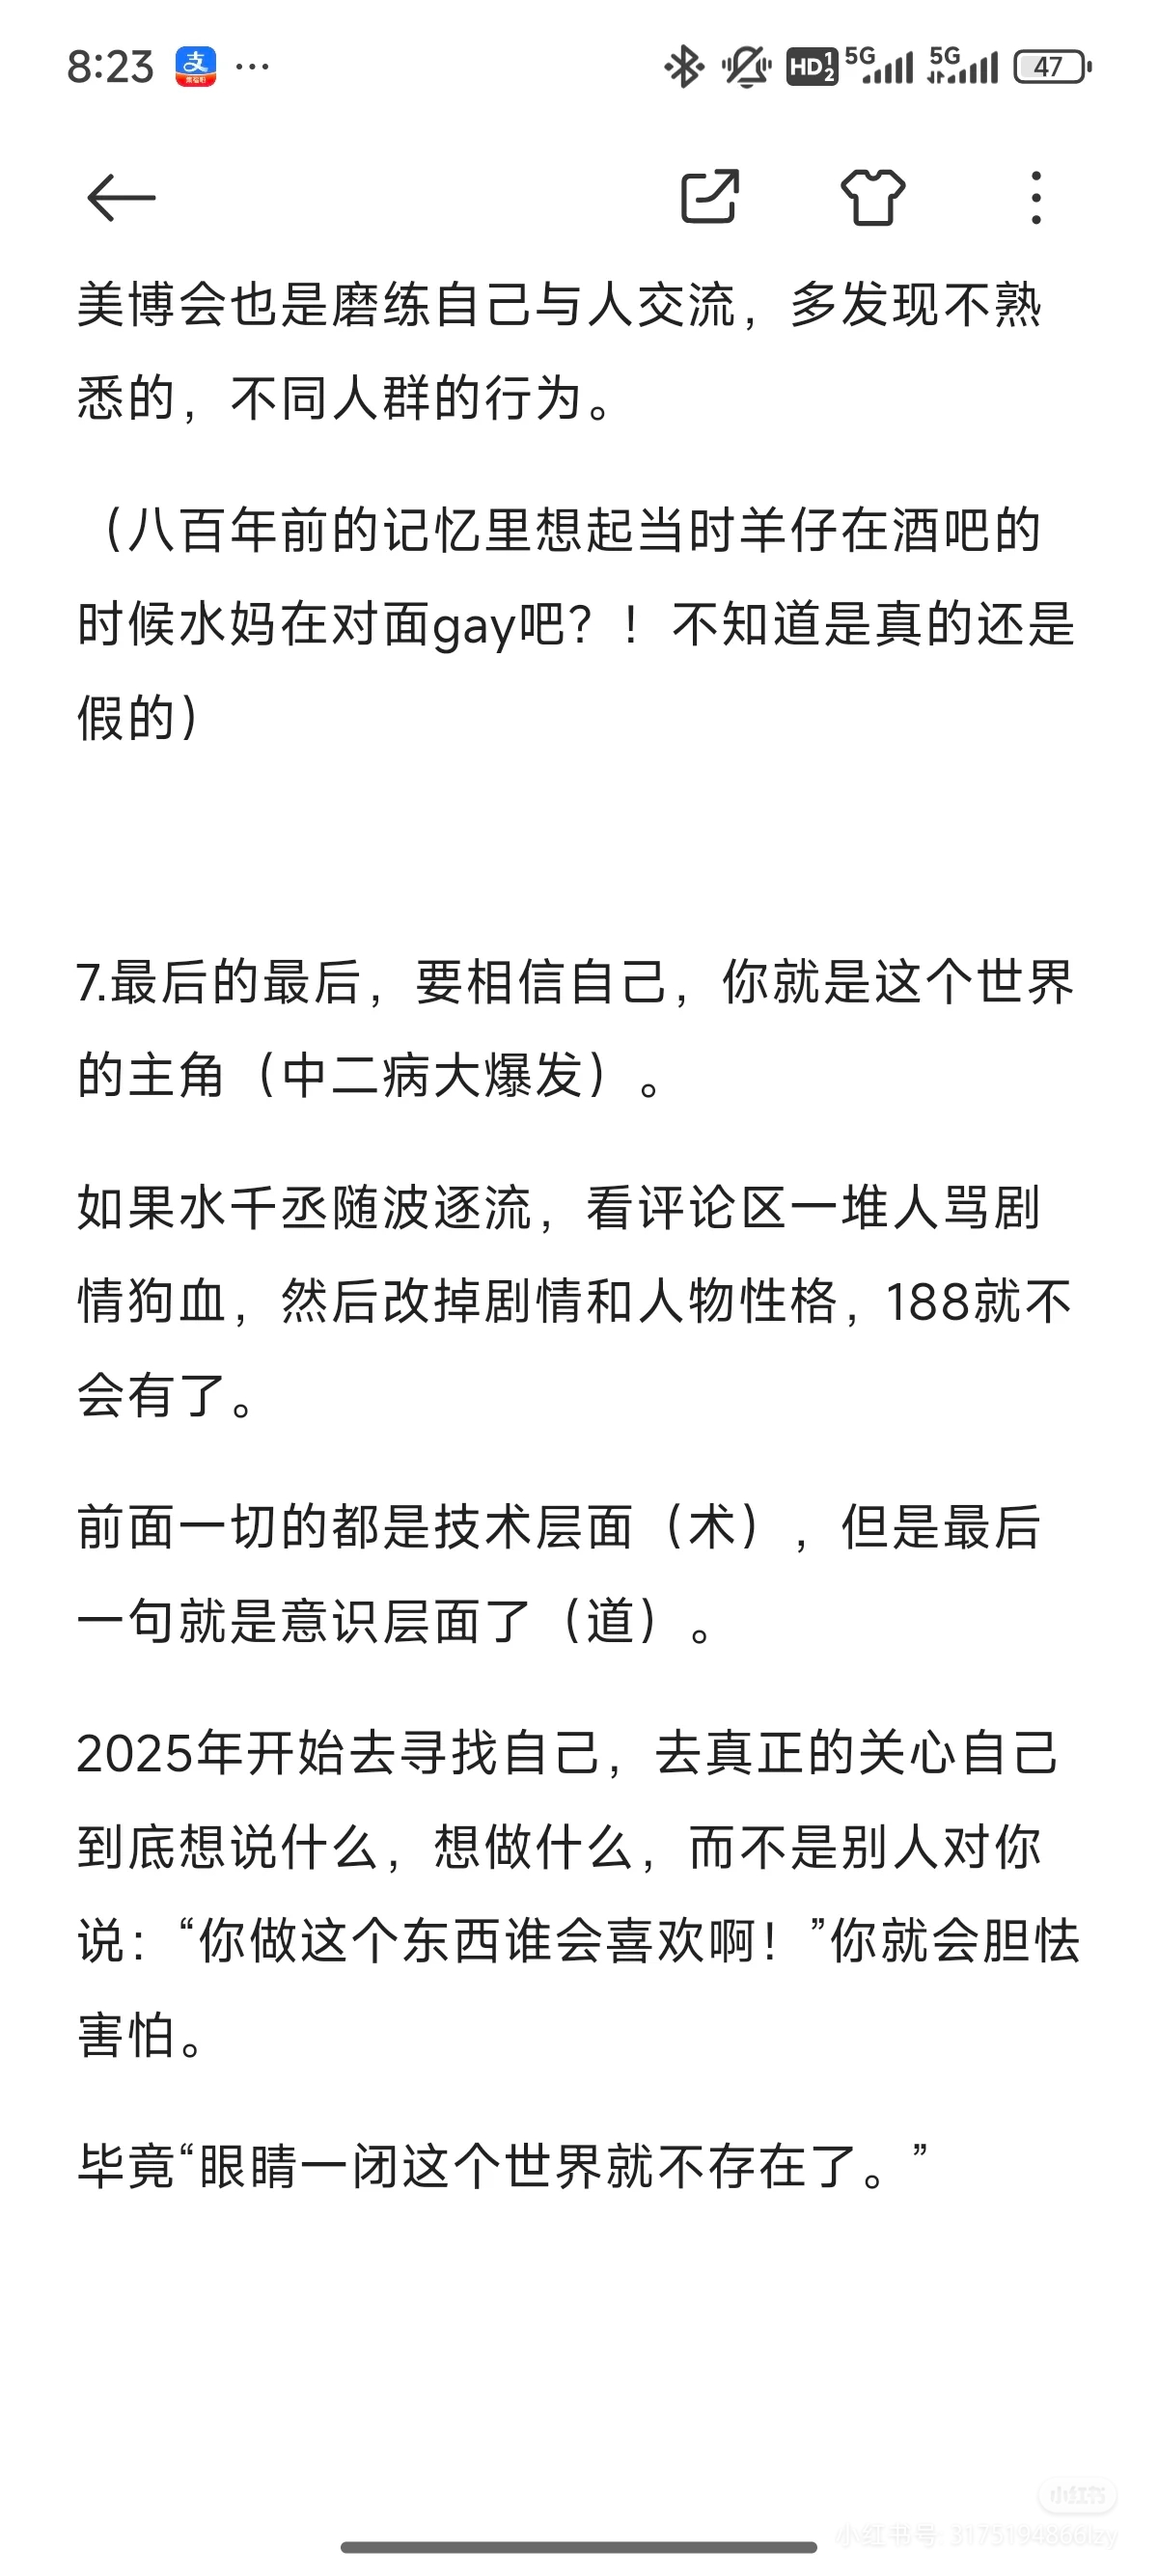 8:23 支 ···
HD 1 2 5G 5G 47
美博会也是磨练自己与人交流，多发现不熟
悉的，不同人群的行为。
（八百年前的记忆里想起当时羊仔在酒吧的
时候水妈在对面gay吧？！不知道是真的还是
假的）
7.最后的最后，要相信自己，你就是这个世界
的主角（中二病大爆发）。
如果水千丞随波逐流，看评论区一堆人骂剧
情狗血，然后改掉剧情和人物性格，188就不
会有了。
前面一切的都是技术层面（术），但是最后
一句就是意识层面了（道）。
2025年开始去寻找自己，去真正的关心自己
到底想说什么，想做什么，而不是别人对你
说：“你做这个东西谁会喜欢啊！”你就会胆怯
害怕。
毕竟“眼睛一闭这个世界就不存在了。”
小红书
小红书号: 3175194866lzy